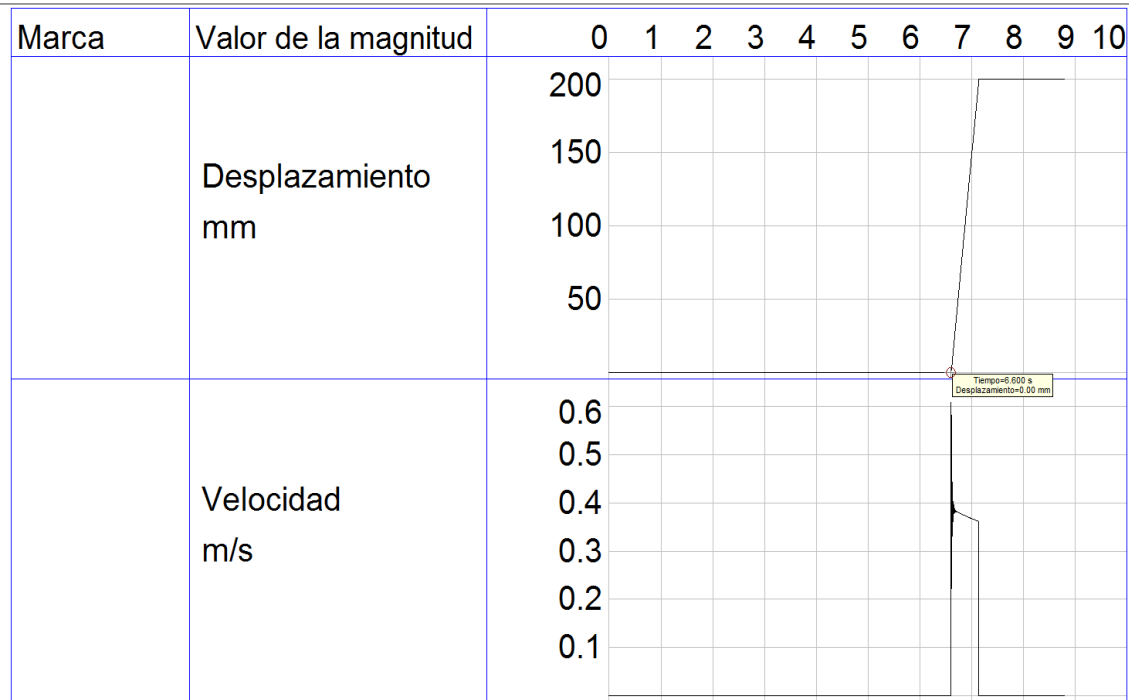 Marca Valor de la magnitud 0 1 2 3 4 5 6 7 8 9 10
200
150
Desplazamiento
mm
100
50
Tiempo=6.600 s
Desplazamiento=0.00 mm
0.6
0.5
Velocidad
0.4
m/s
0.3
0.2
0.1